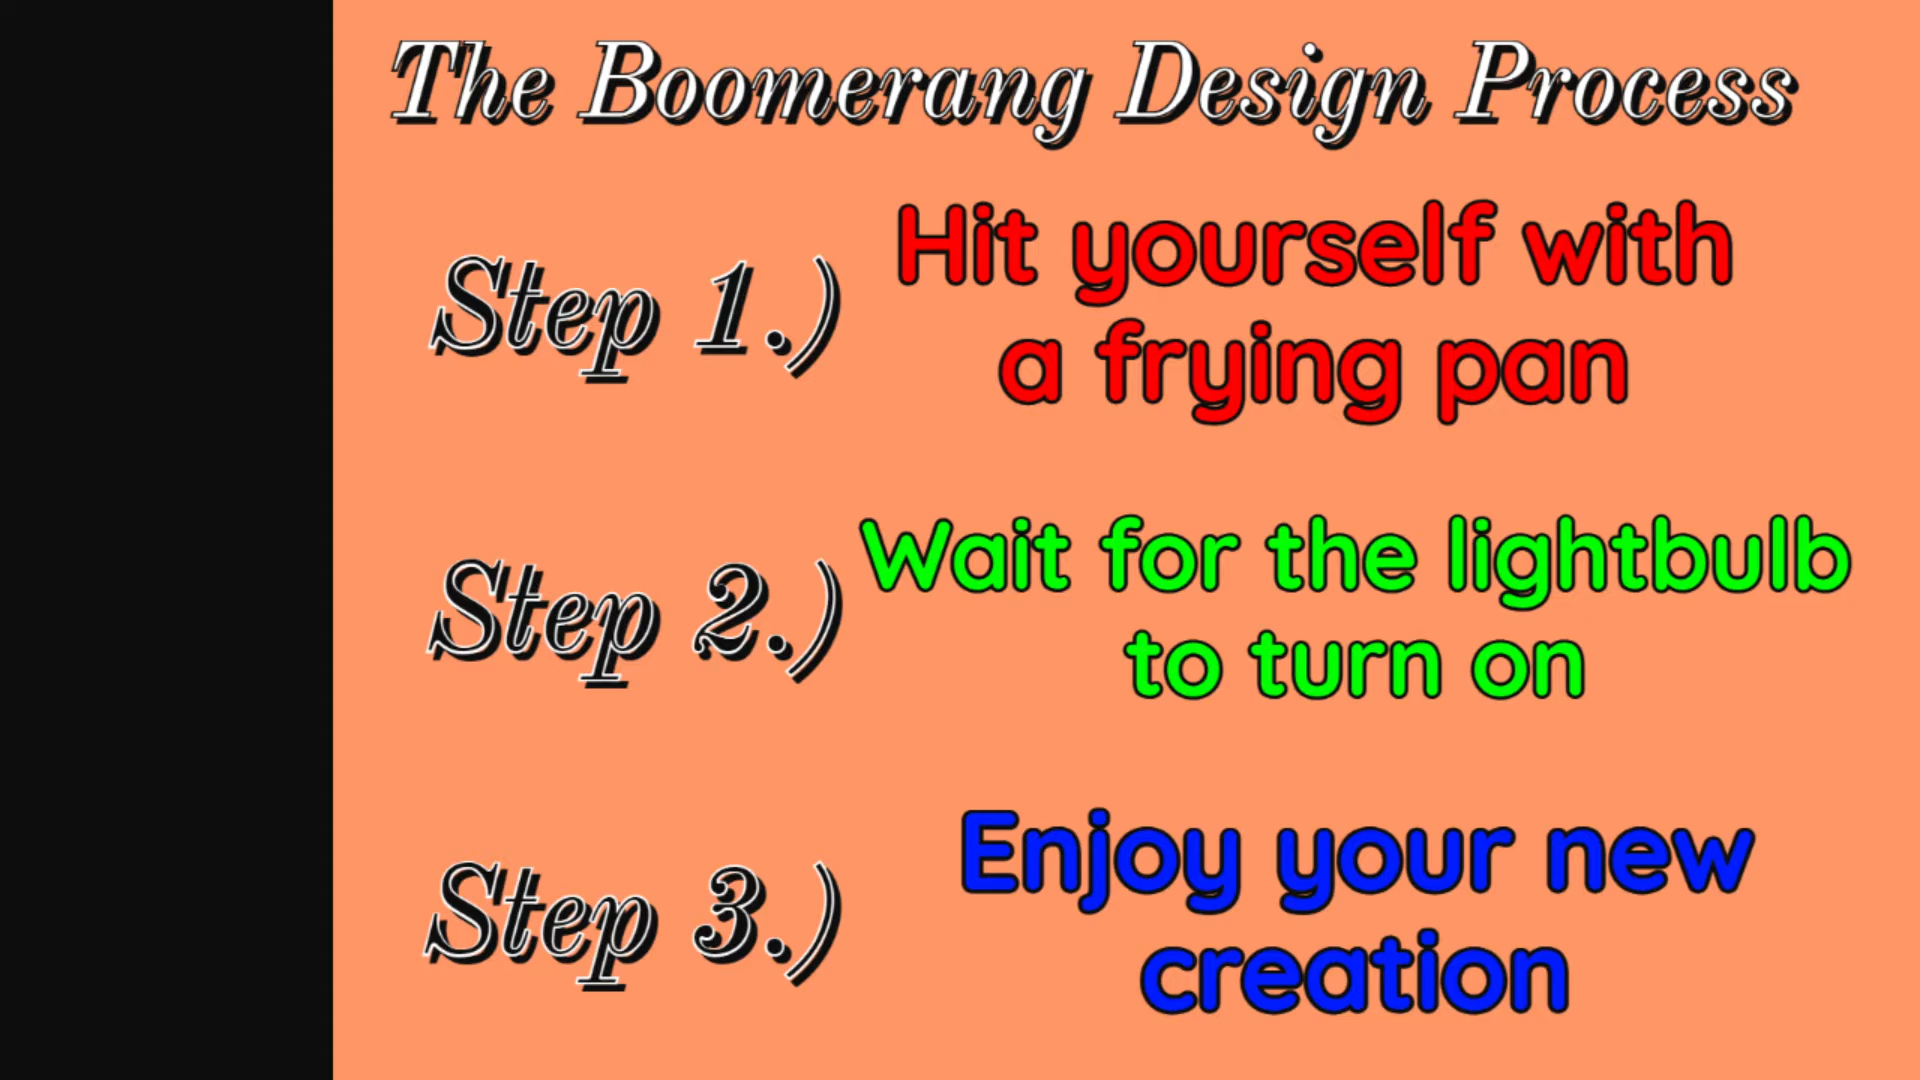 The Boomerang Design Process
Step 1.)
Hit yourself with
a frying pan
Step 2.)
Wait for the lightbulb
to turn on
Step 3.)
Enjoy your new
creation